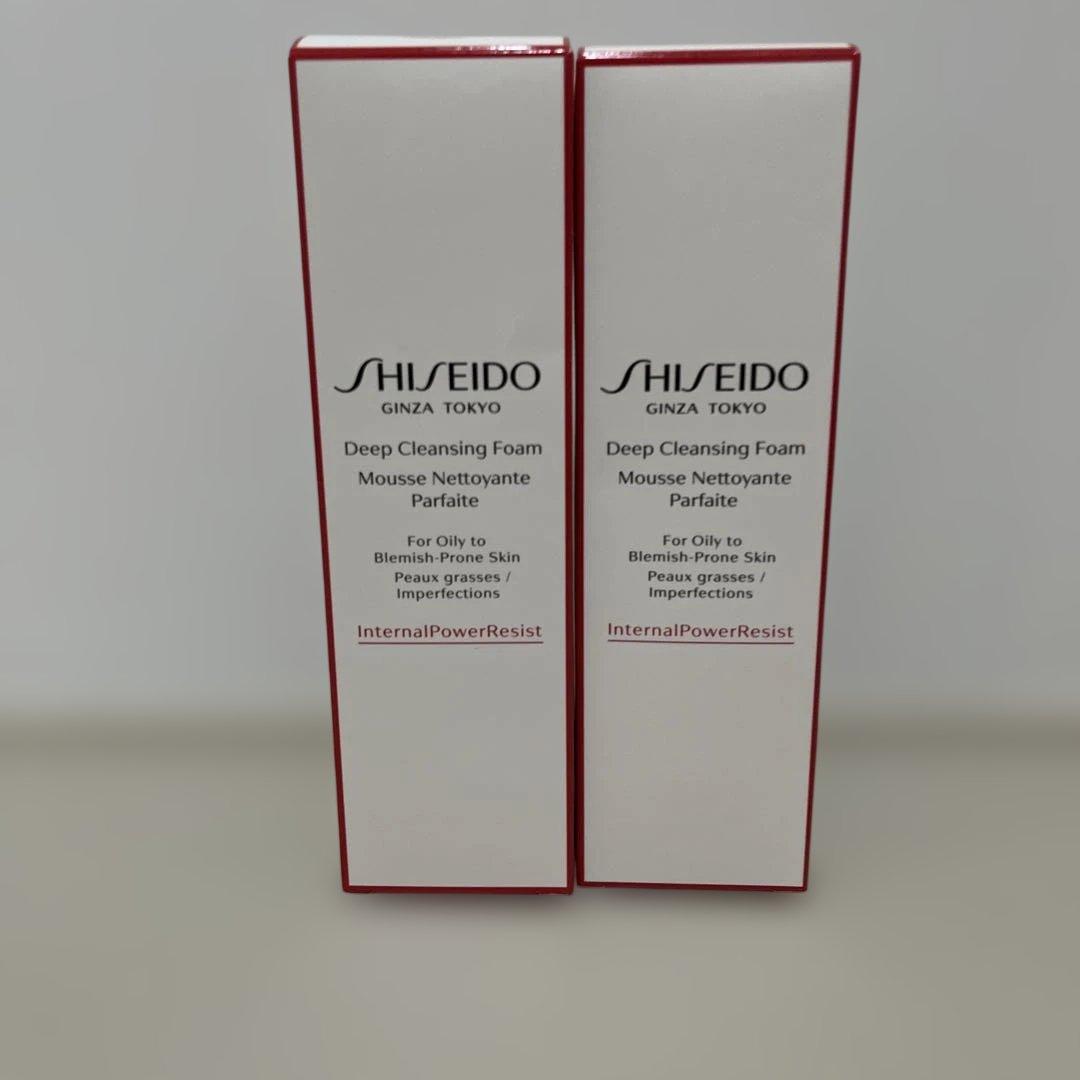 SHISEIDO
GINZA TOKYO
Deep Cleansing Foam
Mousse Nettoyante
Parfaite
For Oily to
Blemish-Prone Skin
Peaux grasses /
Imperfections
InternalPowerResist
SHISEIDO
GINZA TOKYO
Deep Cleansing Foam
Mousse Nettoyante
Parfaite
For Oily to
Blemish-Prone Skin
Peaux grasses /
Imperfections
InternalPowerResist